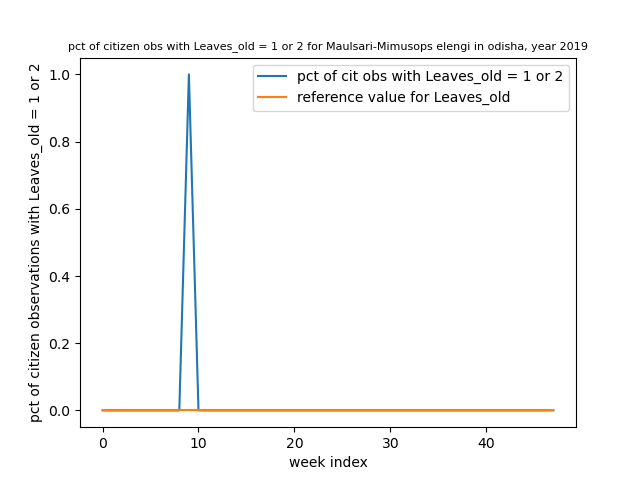 pct of citizen obs with Leaves_old = 1 or 2 for Maulsari-Mimusops elengi in odisha, year 2019
pct of citizen observations with Leaves_old = 1 or 2
1.0
0.8
0.6
0.4
0.2
0.0
pct of cit obs with Leaves_old = 1 or 2
reference value for Leaves_old
0 10 20 30 40
week index